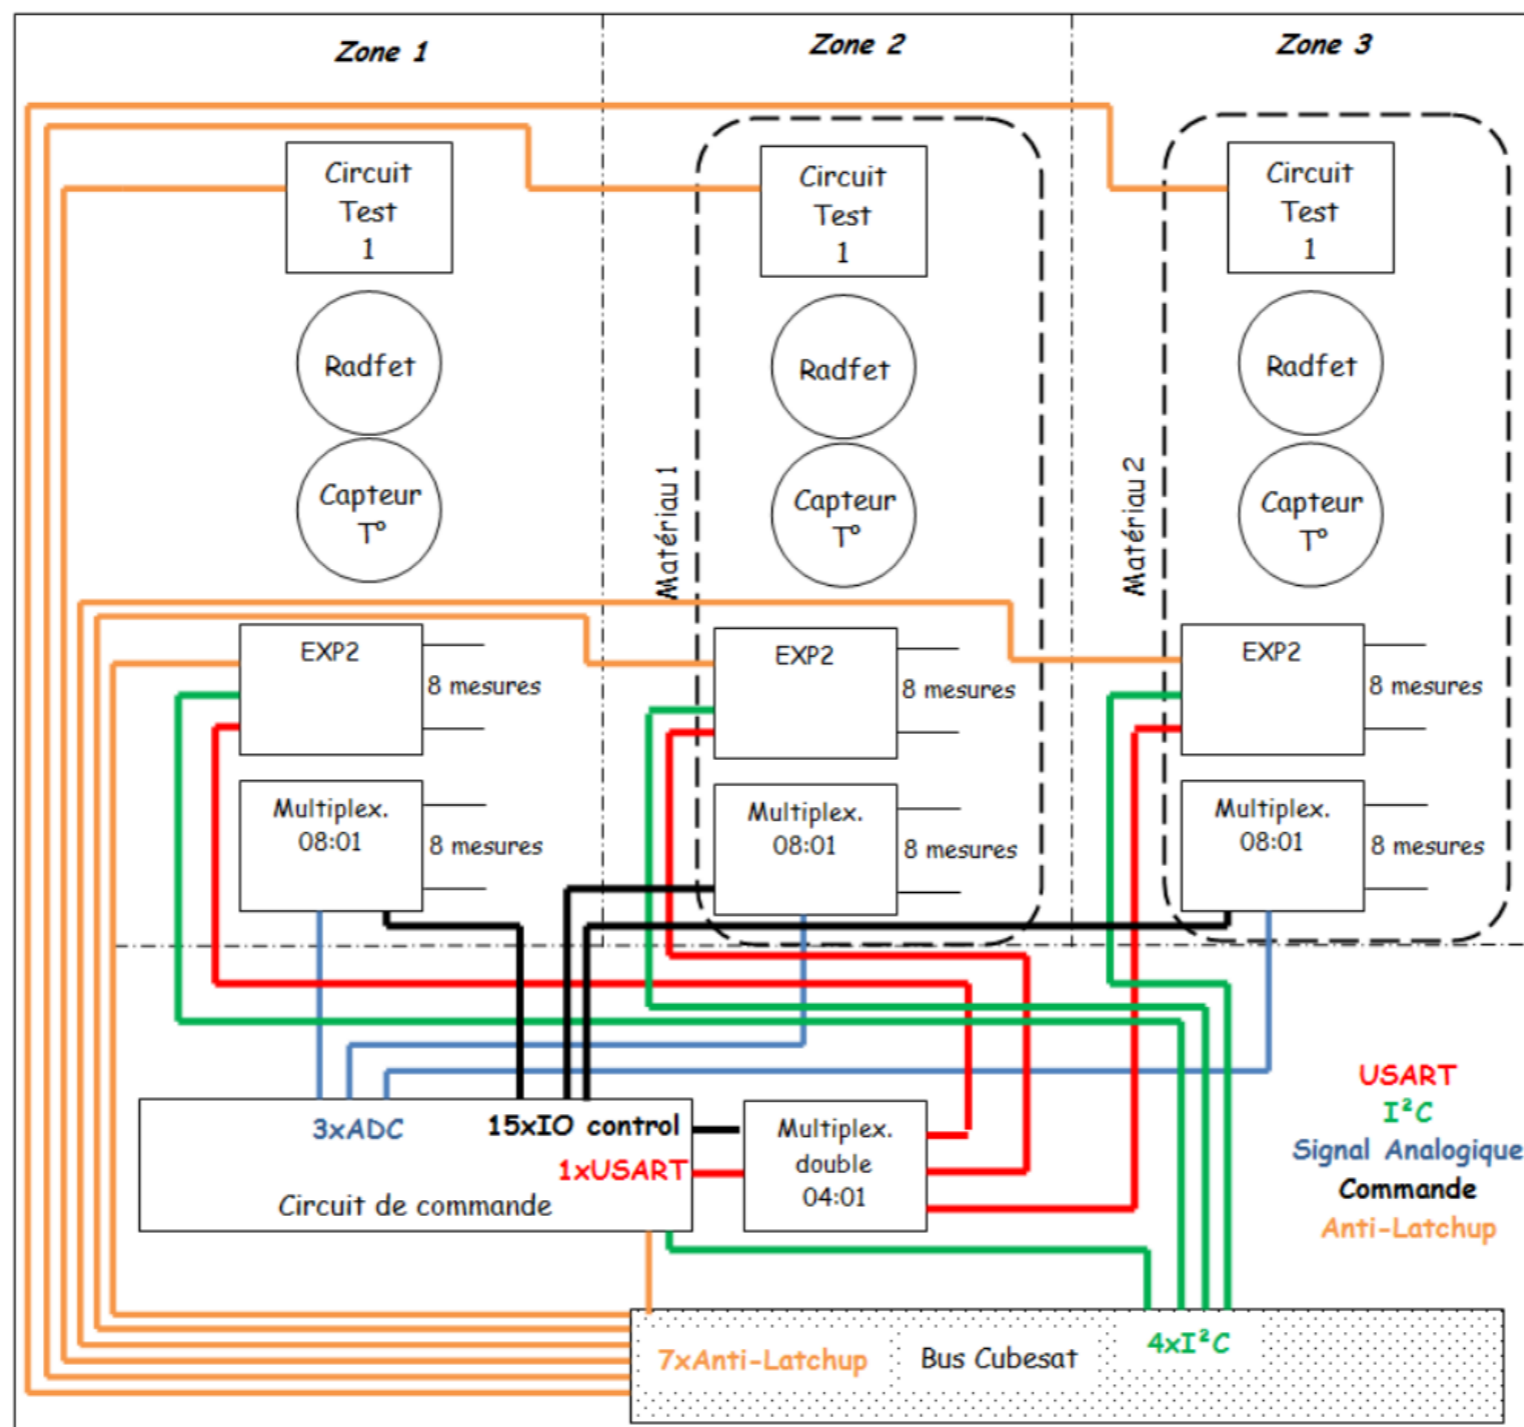 Zone 1
Zone 2
Zone 3
Circuit
Test
1
Circuit
Test
1
Circuit
Test
1
Radfet
Radfet
Radfet
Capteur
T°
Capteur
T°
Capteur
T°
Matériau 1
Matériau 2
EXP2
8 mesures
EXP2
8 mesures
EXP2
8 mesures
Multiplex.
08:01
8 mesures
Multiplex.
08:01
8 mesures
Multiplex.
08:01
8 mesures
3xADC
15xIO control
1xUSART
Circuit de commande
Multiplex.
double
04:01
USART
I²C
Signal Analogique
Commande
Anti-Latchup
7xAnti-Latchup
Bus Cubesat
4xI²C